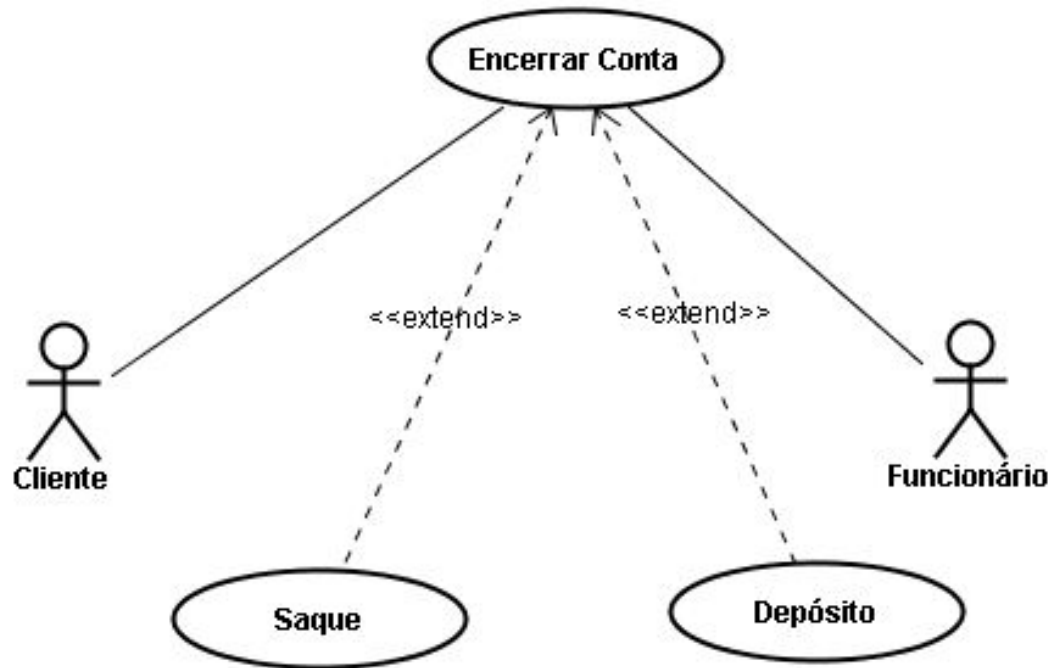 Encerrar Conta
<<extend>>
<<extend>>
Cliente
Funcionário
Saque
Depósito